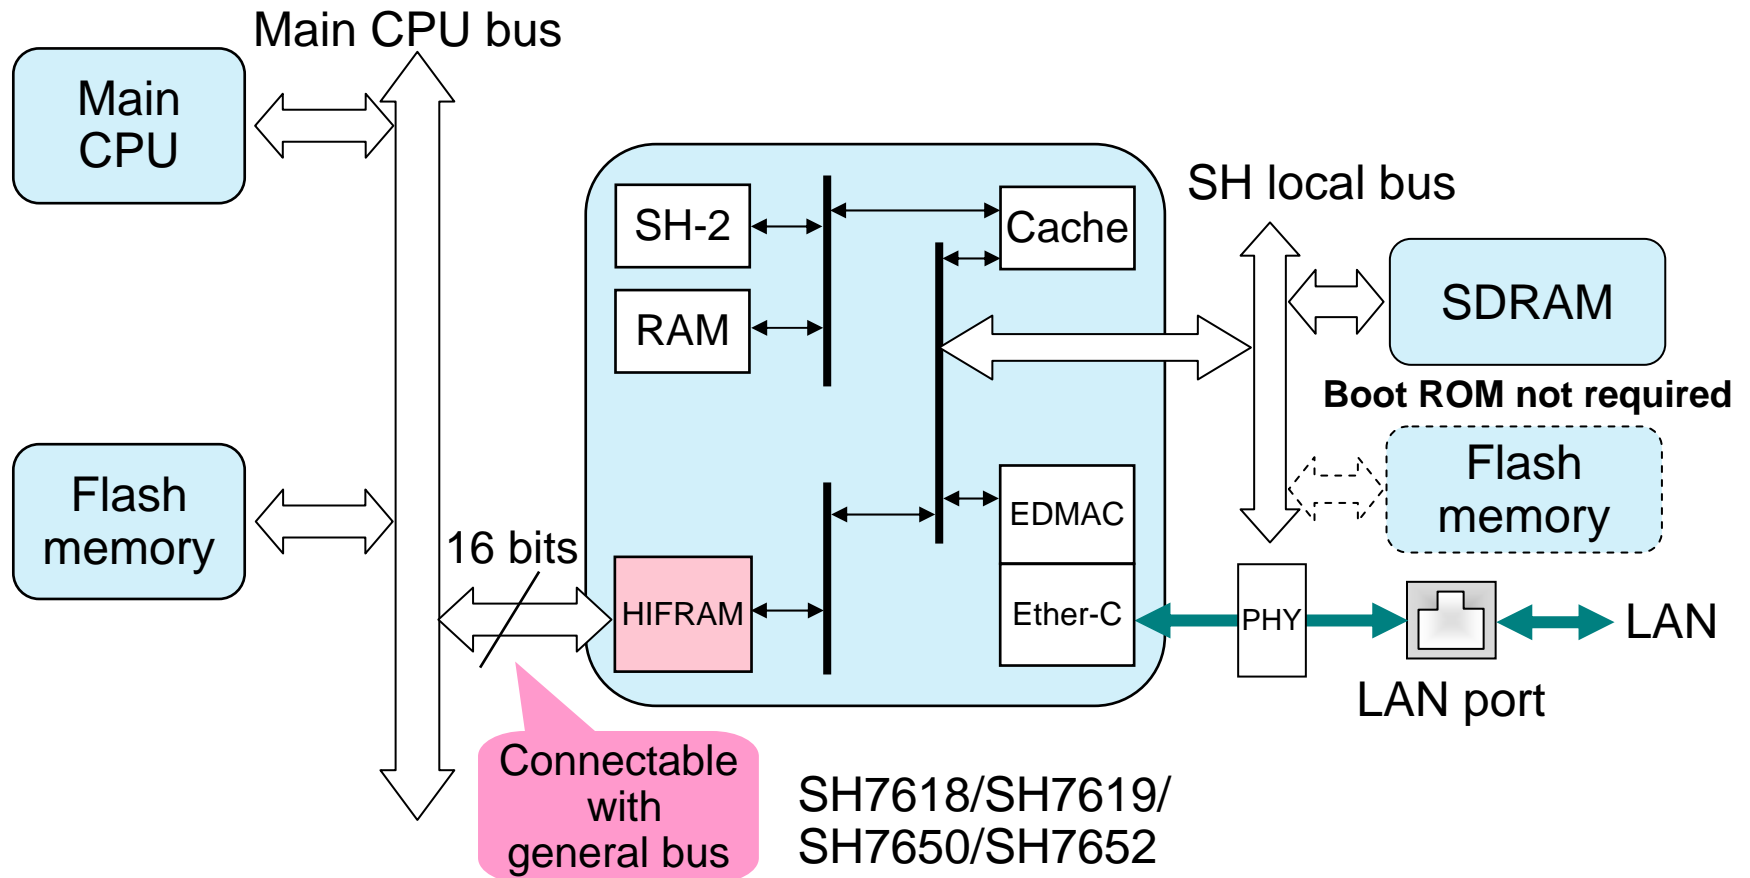 Main CPU bus
Main
CPU
SH-2
Cache
SH local bus
RAM
SDRAM
Boot ROM not required
Flash
memory
Flash
memory
16 bits
EDMAC
HIFRAM
Ether-C
PHY
LAN
LAN port
Connectable
with
general bus
SH7618/SH7619/
SH7650/SH7652